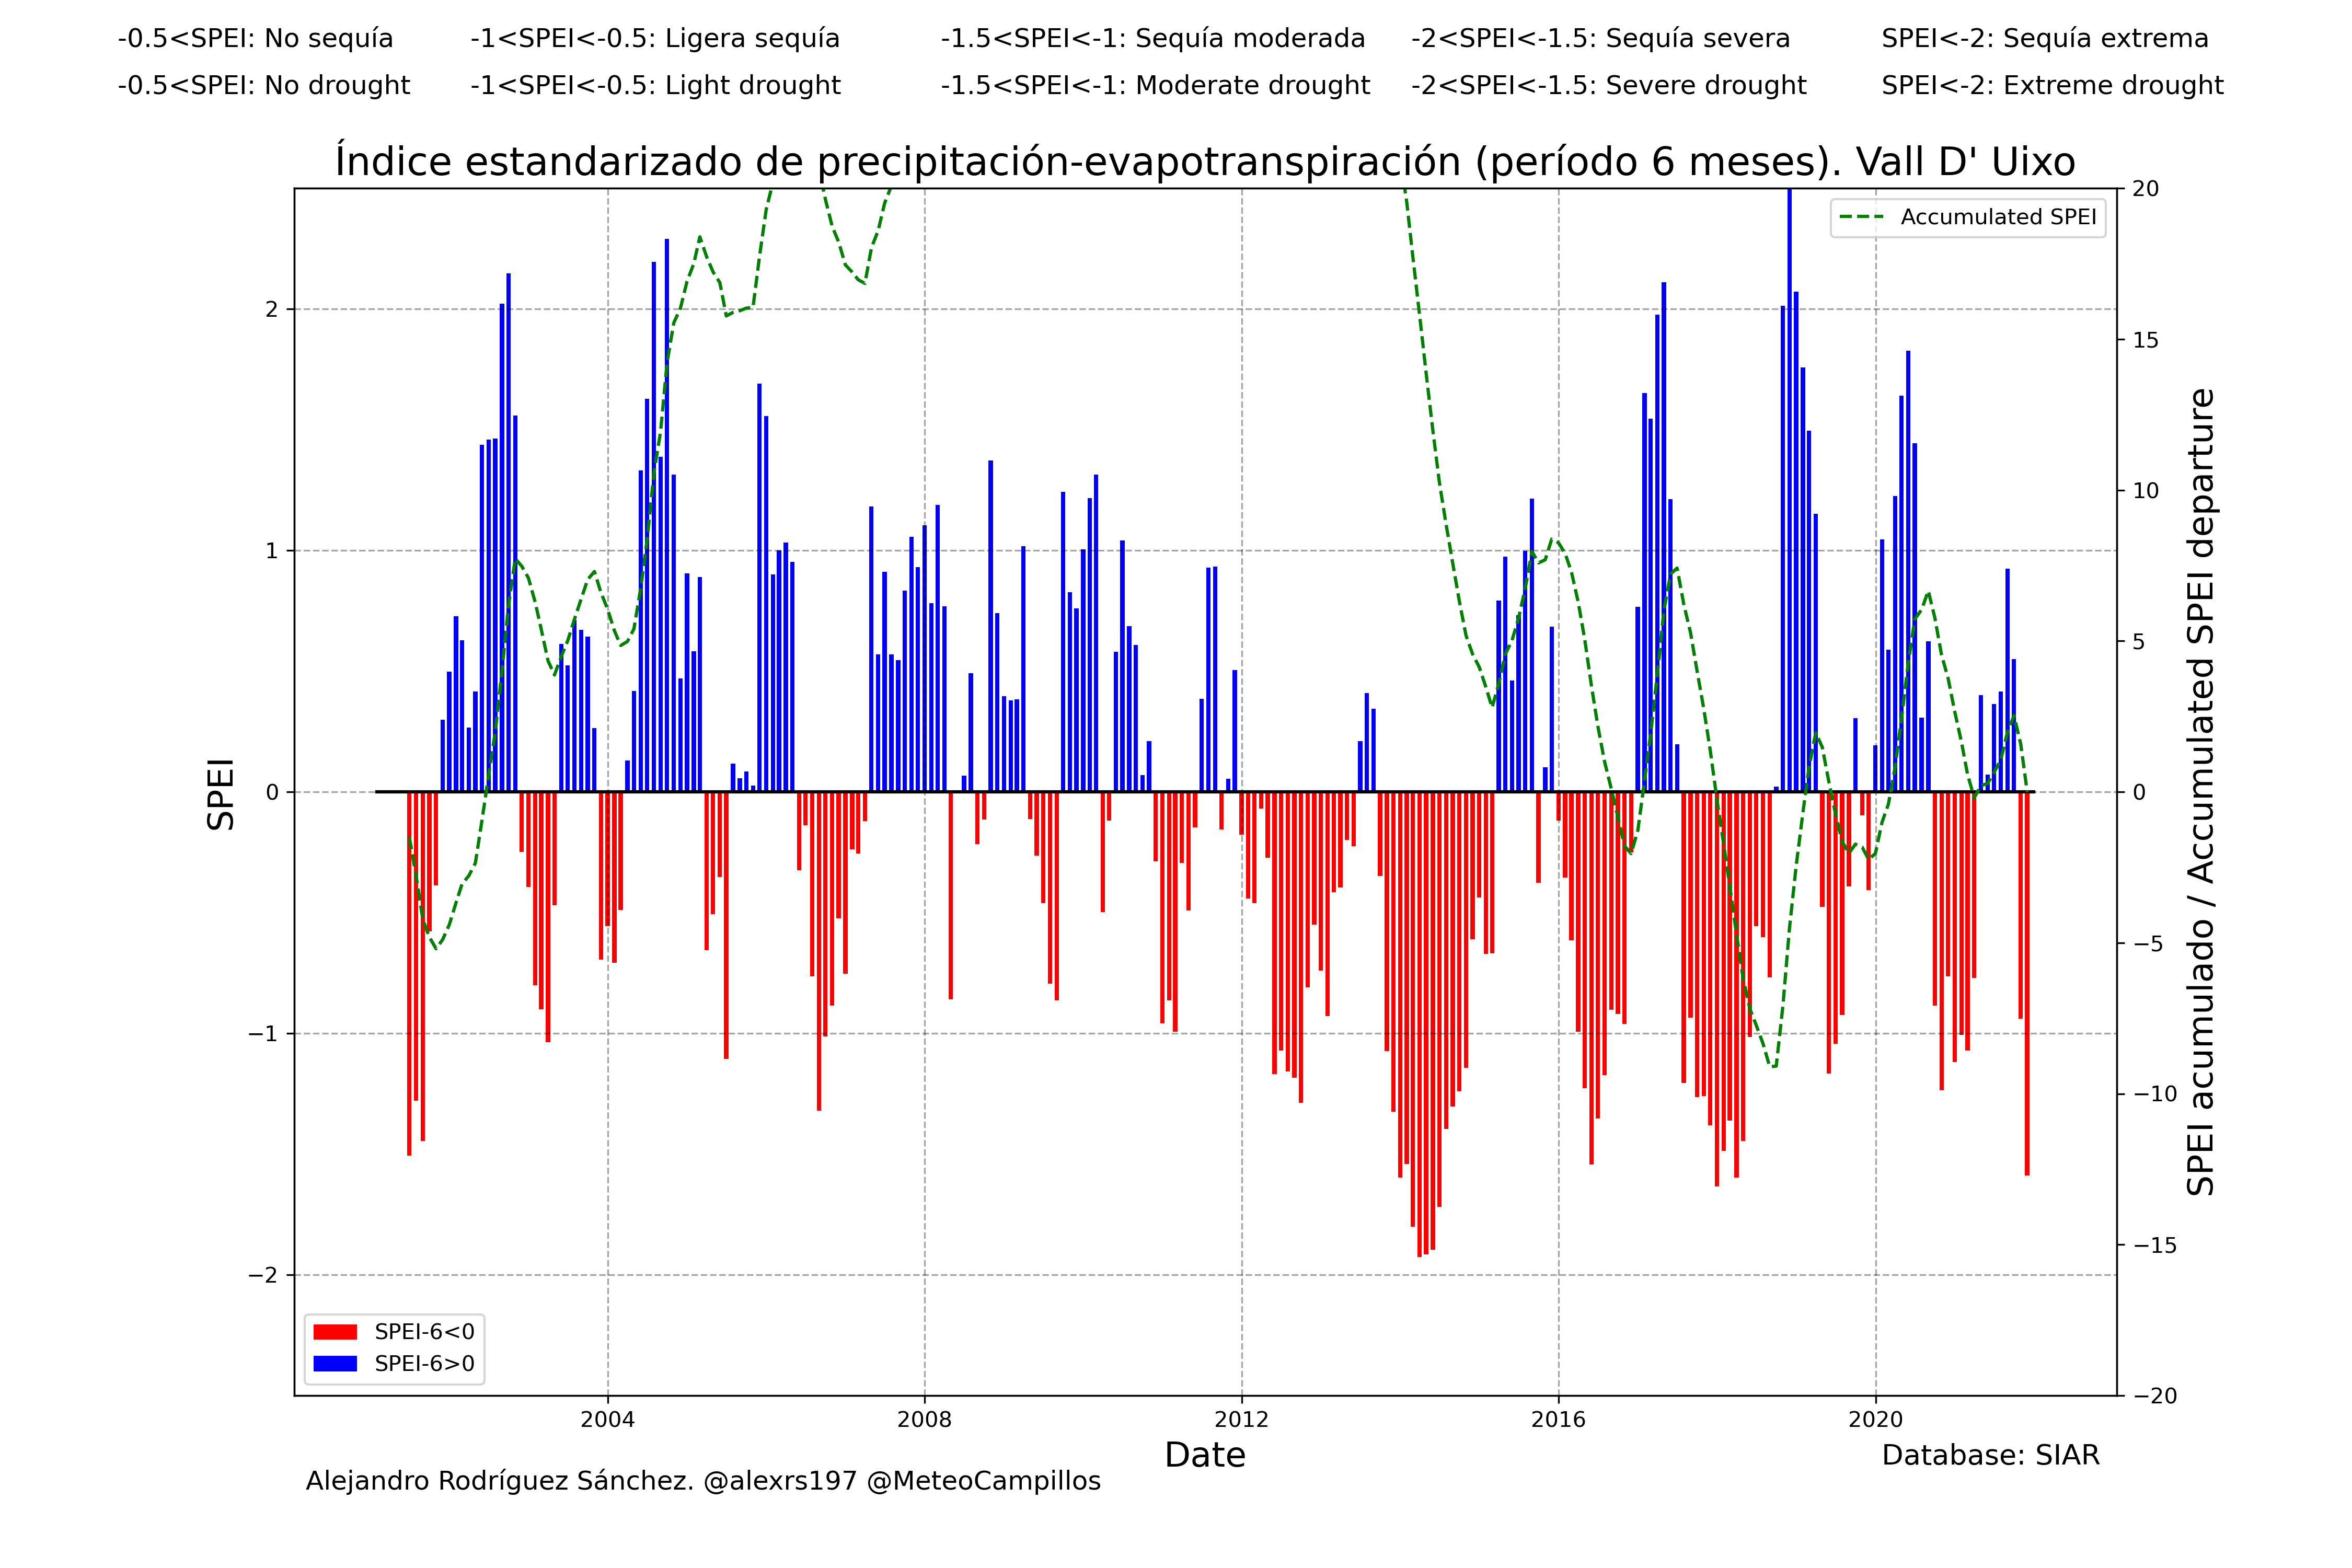 -0.5<SPEI: No sequía -1<SPEI<-0.5: Ligera sequía -1.5<SPEI<-1: Sequía moderada -2<SPEI<-1.5: Sequía severa SPEI<-2: Sequía extrema
-0.5<SPEI: No drought -1<SPEI<-0.5: Light drought -1.5<SPEI<-1: Moderate drought -2<SPEI<-1.5: Severe drought SPEI<-2: Extreme drought
Índice estandarizado de precipitación-evapotranspiración (período 6 meses). Vall D' Uixo
Accumulated SPEI
SPEI
2
1
0
−1
−2
20
15
10
5
0
−5
−10
−15
−20
SPEI acumulado / Accumulated SPEI departure
SPEI-6<0
SPEI-6>0
2004 2008 2012 2016 2020
Date
Database: SIAR
Alejandro Rodríguez Sánchez. @alexrs197 @MeteoCampillos